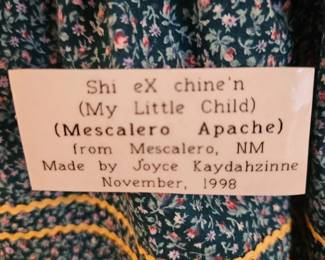 Shi eX chine'n
(My Little Child)
(Mescalero Apache)
from Mescalero, NM
Made by Joyce Kaydahzinne
November, 1998